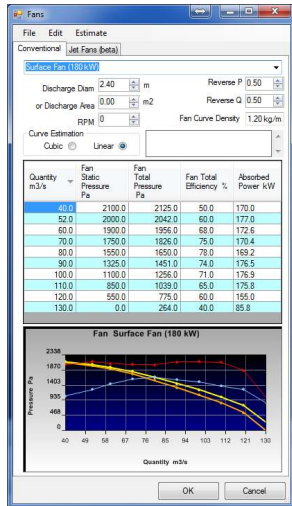 Fans
File Edit Estimate
Conventional Jet Fans (beta)
Surface Fan (180 kW)
Discharge Diam 2.40 m Reverse P 0.50
or Discharge Area 0.00 m2 Reverse Q 0.50
RPM 0 Fan Curve Density 1.20 kg/m
Curve Estimation
Cubic Linear
Quantity m3/s Fan Static Pressure Pa Fan Total Pressure Pa Fan Total Efficiency % Absorbed Power kW
40.0 2100.0 2125.0 50.0 170.0
52.0 2000.0 2042.0 60.0 177.0
60.0 1900.0 1956.0 68.0 172.6
70.0 1750.0 1826.0 75.0 170.4
80.0 1550.0 1650.0 78.0 169.2
90.0 1325.0 1451.0 74.0 176.5
100.0 1100.0 1256.0 71.0 176.9
110.0 850.0 1039.0 65.0 175.8
120.0 550.0 775.0 60.0 155.0
130.0 0.0 264.0 40.0 85.8
Fan Surface Fan (180 kW)
2338
1870
1403
935
468
0
Pressure Pa
40 49 58 67 76 85 94 103 112 121 130
Quantity m3/s
OK Cancel